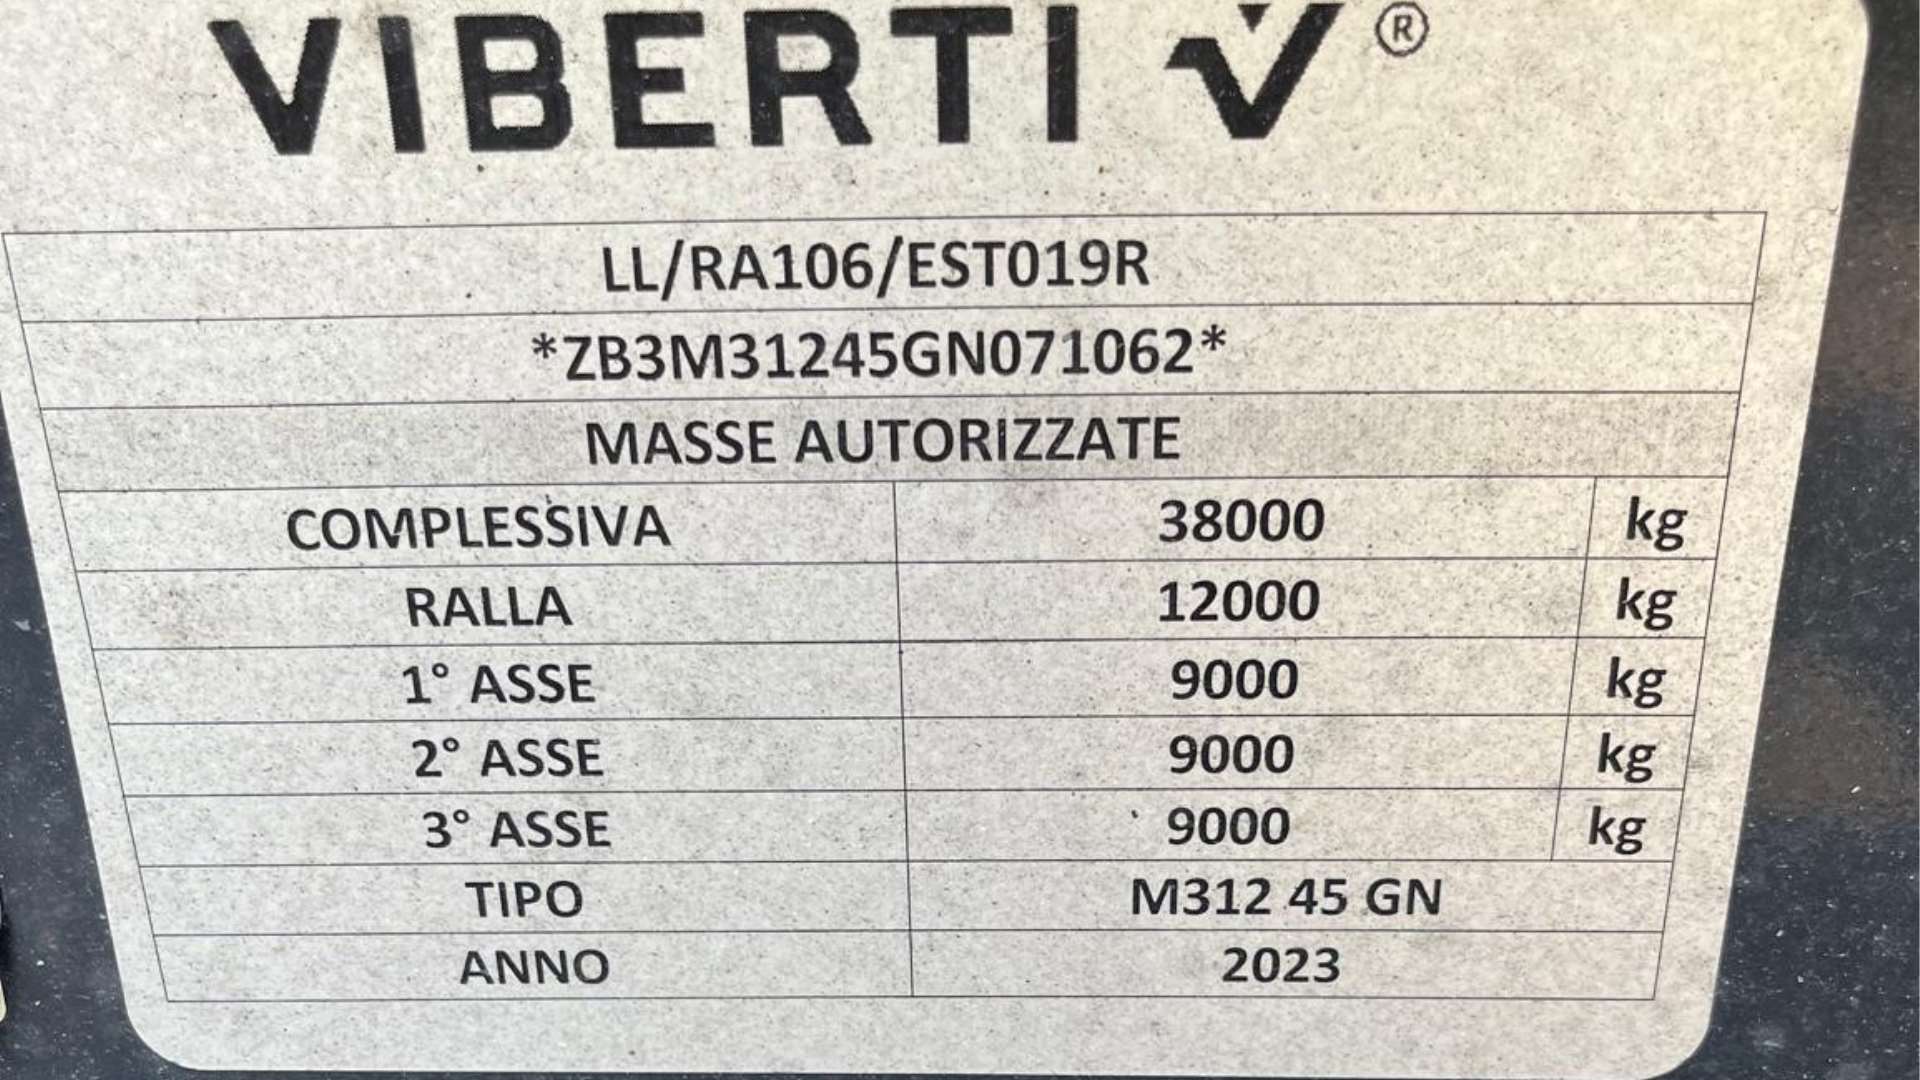 VIBERTI ®
LL/RA106/EST019R
*ZB3M31245GN071062*
MASSE AUTORIZZATE
COMPLESSIVA 38000 kg
RALLA 12000 kg
1° ASSE 9000 kg
2° ASSE 9000 kg
3° ASSE 9000 kg
TIPO M312 45 GN
ANNO 2023